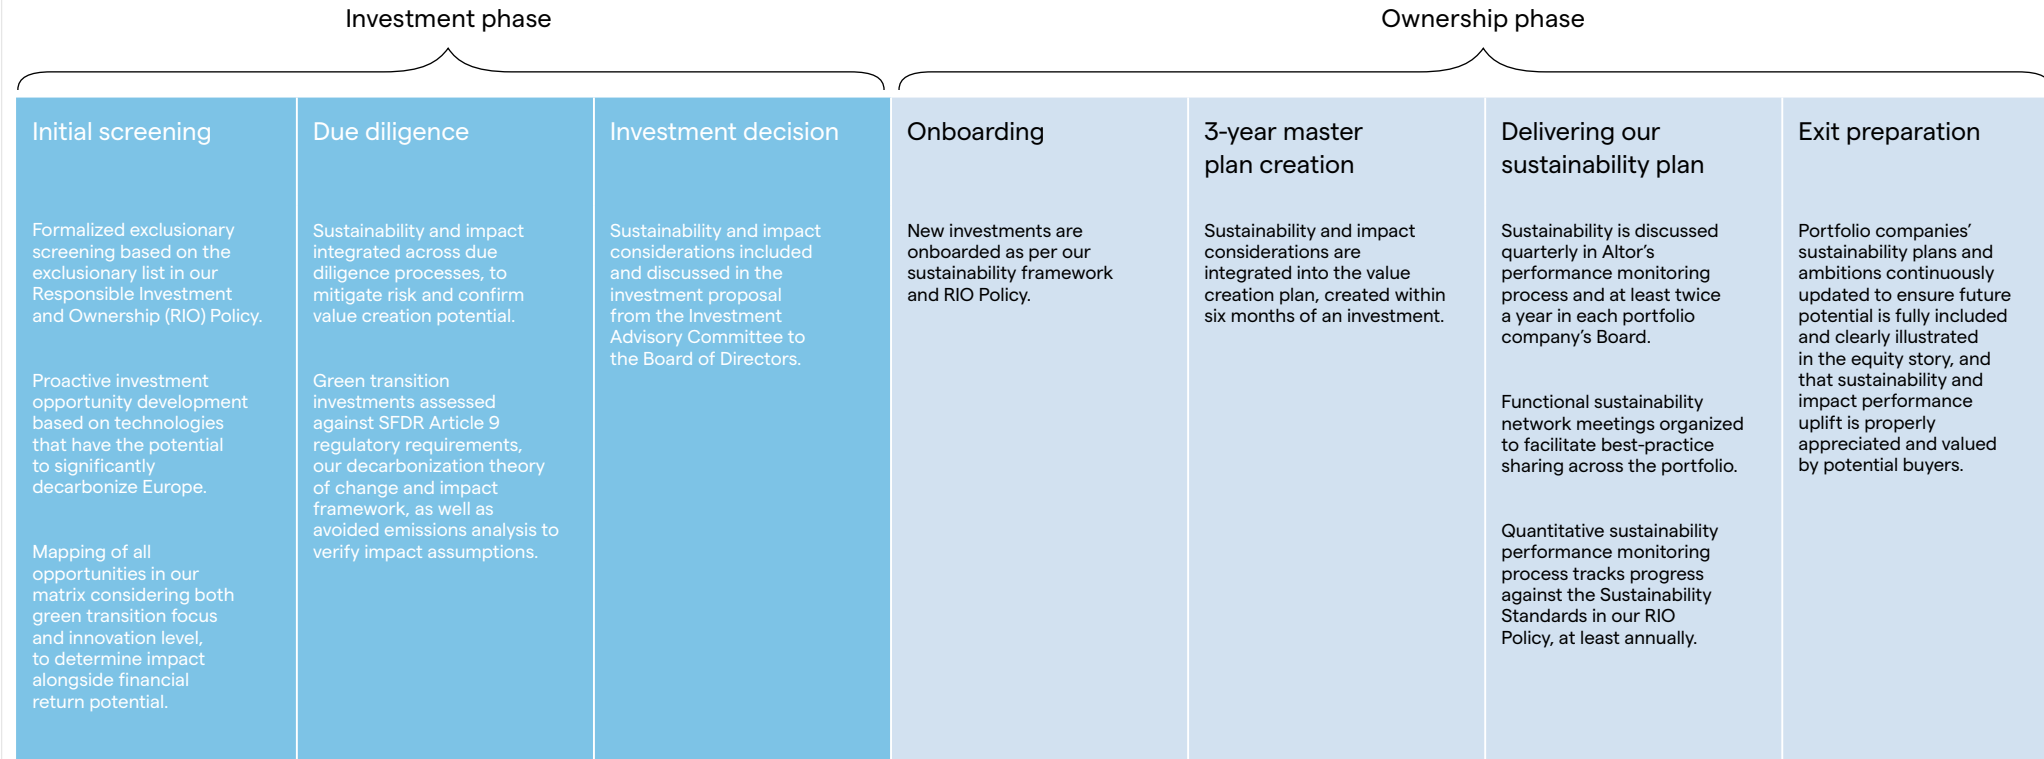 Investment phase
Ownership phase
Initial screening
Formalized exclusionary
screening based on the
exclusionary list in our
Responsible Investment
and Ownership (RIO) Policy.
Proactive investment
opportunity development
based on technologies
that have the potential
to significantly
decarbonize Europe.
Mapping of all
opportunities in our
matrix considering both
green transition focus
and innovation level,
to determine impact
alongside financial
return potential.
Due diligence
Sustainability and impact
integrated across due
diligence processes, to
mitigate risk and confirm
value creation potential.
Green transition
investments assessed
against SFDR Article 9
regulatory requirements,
our decarbonization theory
of change and impact
framework, as well as
avoided emissions analysis to
verify impact assumptions.
Investment decision
Sustainability and impact
considerations included
and discussed in the
investment proposal
from the Investment
Advisory Committee to
the Board of Directors.
Onboarding
New investments are
onboarded as per our
sustainability framework
and RIO Policy.
3-year master
plan creation
Sustainability and impact
considerations are
integrated into the value
creation plan, created within
six months of an investment.
Delivering our
sustainability plan
Sustainability is discussed
quarterly in Altor's
performance monitoring
process and at least twice
a year in each portfolio
company's Board.
Functional sustainability
network meetings organized
to facilitate best-practice
sharing across the portfolio.
Quantitative sustainability
performance monitoring
process tracks progress
against the Sustainability
Standards in our RIO
Policy, at least annually.
Exit preparation
Portfolio companies'
sustainability plans and
ambitions continuously
updated to ensure future
potential is fully included
and clearly illustrated
in the equity story, and
that sustainability and
impact performance
uplift is properly
appreciated and valued
by potential buyers.